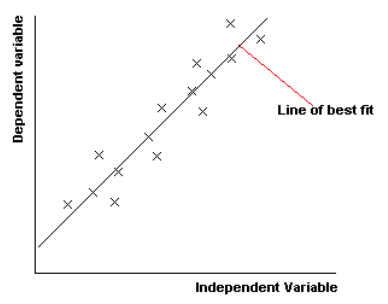 Dependent variable
Line of best fit
Independent Variable